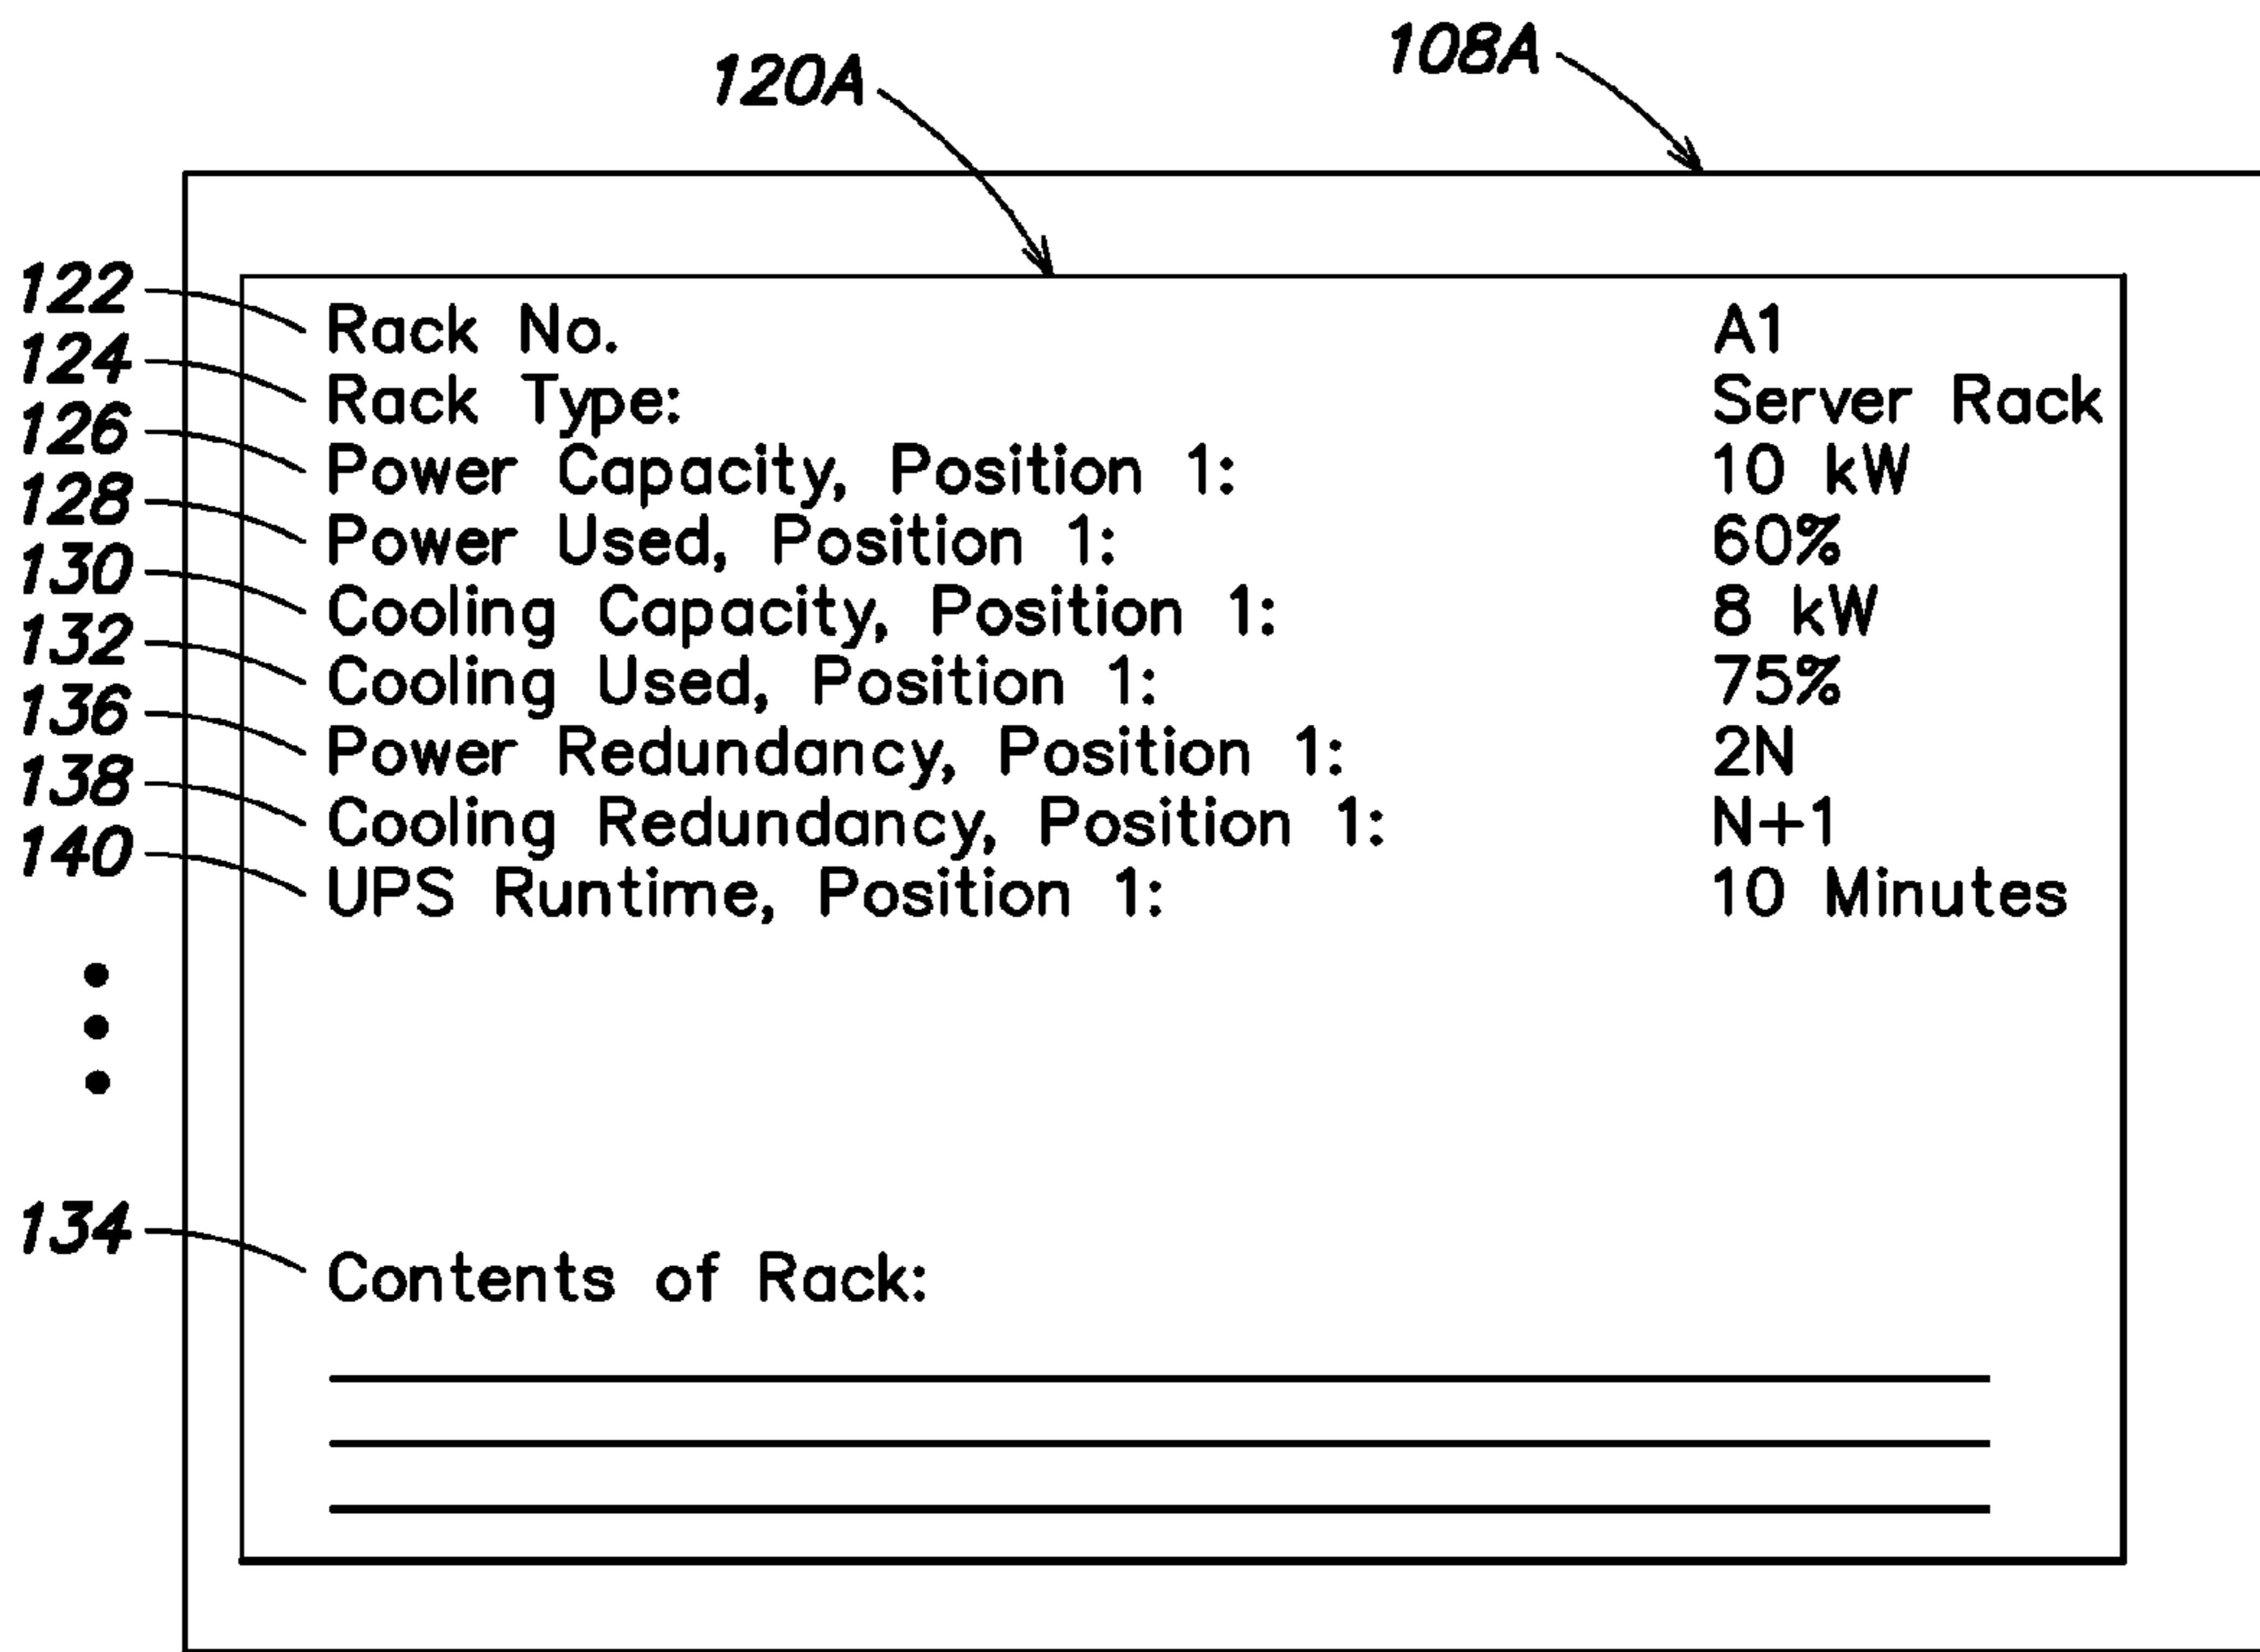 120A
108A
122 Rack No. A1
124 Rack Type: Server Rack
126 Power Capacity, Position 1: 10 kW
128 Power Used, Position 1: 60%
130 Cooling Capacity, Position 1: 8 kW
132 Cooling Used, Position 1: 75%
136 Power Redundancy, Position 1: 2N
138 Cooling Redundancy, Position 1: N+1
140 UPS Runtime, Position 1: 10 Minutes
134 Contents of Rack: